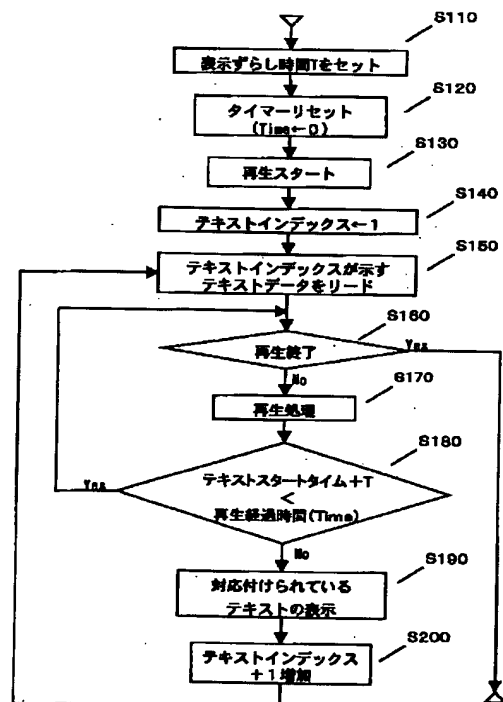 S110
表示ずらし時間Tをセット
S120
タイマーリセット
(Time←0)
S130
再生スタート
S140
テキストインデックス←1
S150
テキストインデックスが示す
テキストデータをリード
S160
再生終了
Yes
No
S170
再生処理
S180
テキストスタートタイム+T
<
再生経過時間(Time)
Yes
No
S190
対応付けられている
テキストの表示
S200
テキストインデックス
+1増加